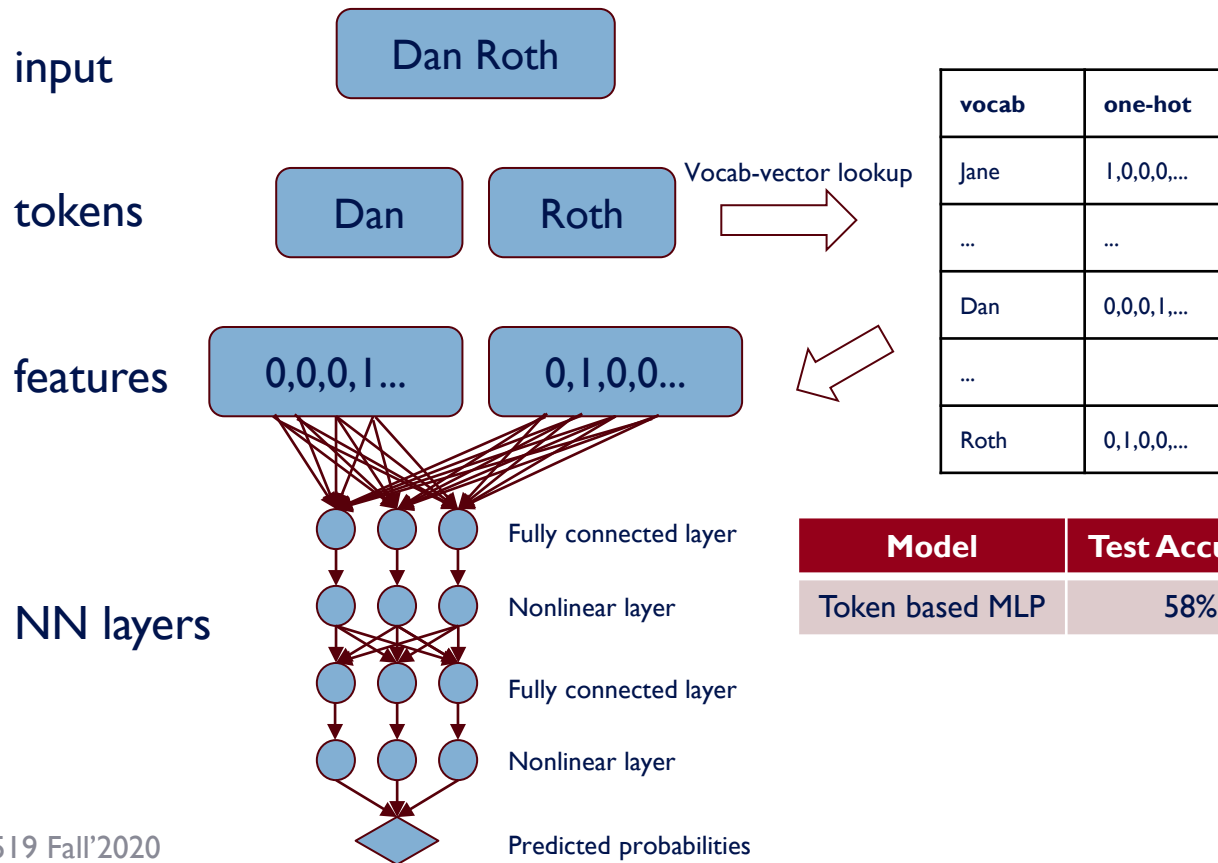 input
Dan Roth
tokens
Dan
Roth
Vocab-vector lookup
vocab one-hot
Jane 1,0,0,0,...
... ...
Dan 0,0,0,1,...
...
Roth 0,1,0,0,...
features
0,0,0,1...
0,1,0,0...
Fully connected layer
Model Test Accu
Token based MLP 58%
NN layers
Nonlinear layer
Fully connected layer
Nonlinear layer
Predicted probabilities
519 Fall'2020